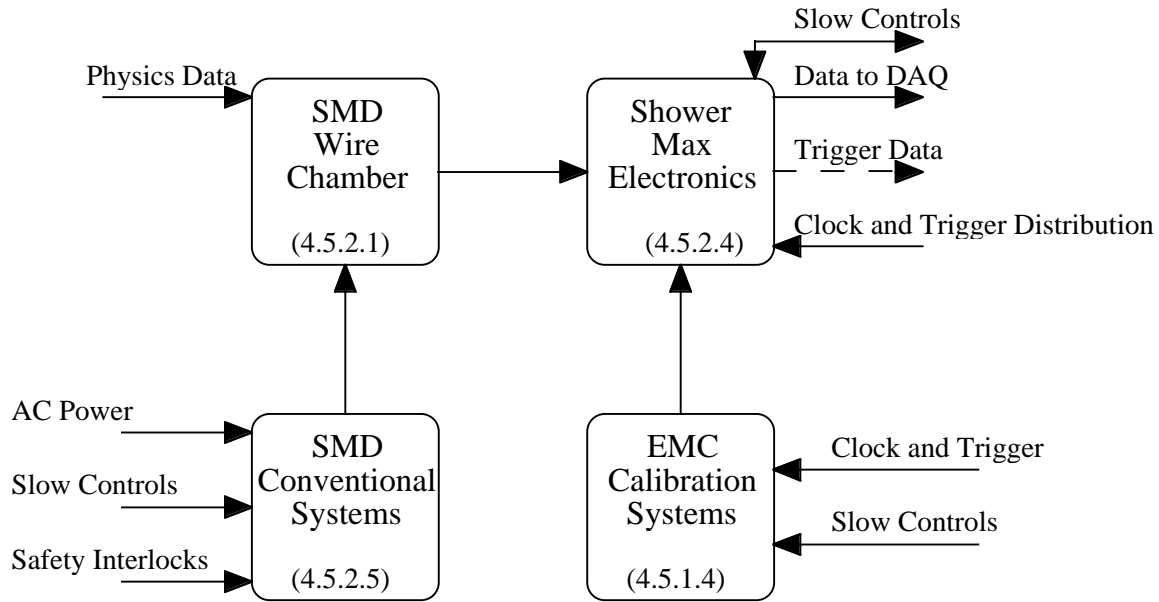 Slow Controls
Physics Data
Data to DAQ
SMD
Wire
Chamber
(4.5.2.1)
Shower
Max
Electronics
(4.5.2.4)
Trigger Data
Clock and Trigger Distribution
AC Power
Slow Controls
Safety Interlocks
SMD
Conventional
Systems
(4.5.2.5)
EMC
Calibration
Systems
(4.5.1.4)
Clock and Trigger
Slow Controls